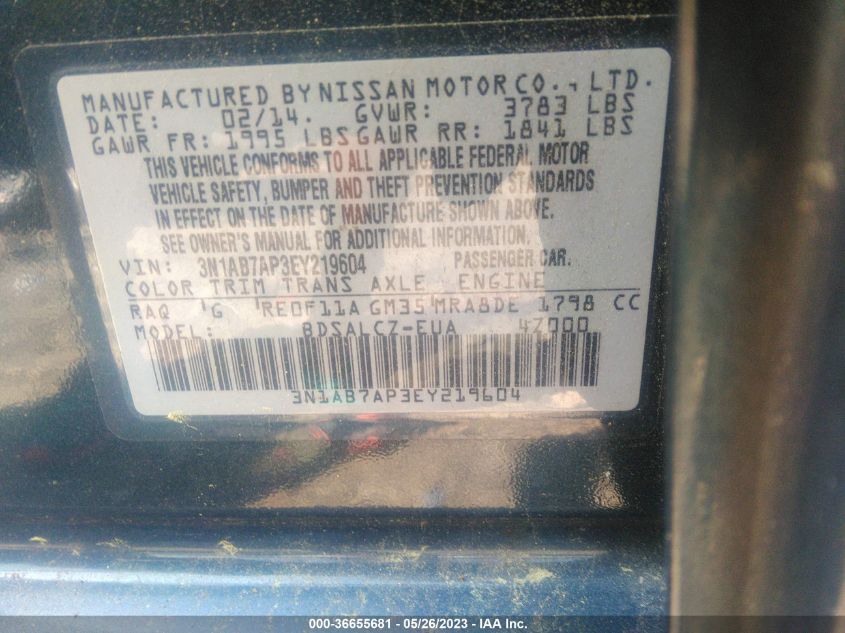 MANUFACTURED BY NISSAN MOTOR CO., LTD.
DATE: 02/14. GVWR: 3783 LBS
GAWR FR: 1995 LBS GAWR RR: 1841 LBS
THIS VEHICLE CONFORMS TO ALL APPLICABLE FEDERAL MOTOR
VEHICLE SAFETY, BUMPER AND THEFT PREVENTION STANDARDS
IN EFFECT ON THE DATE OF MANUFACTURE SHOWN ABOVE.
SEE OWNER'S MANUAL FOR ADDITIONAL INFORMATION.
VIN: 3N1AB7AP3EY219604 PASSENGER CAR.
COLOR TRIM TRANS AXLE ENGINE
RAQ G RE0F11A GM35 MRA8DE 1798 CC
MODEL: BDSALCZ-EUA 4Z000
3N1AB7AP3EY219604
000-36655681 - 05/26/2023 - IAA Inc.